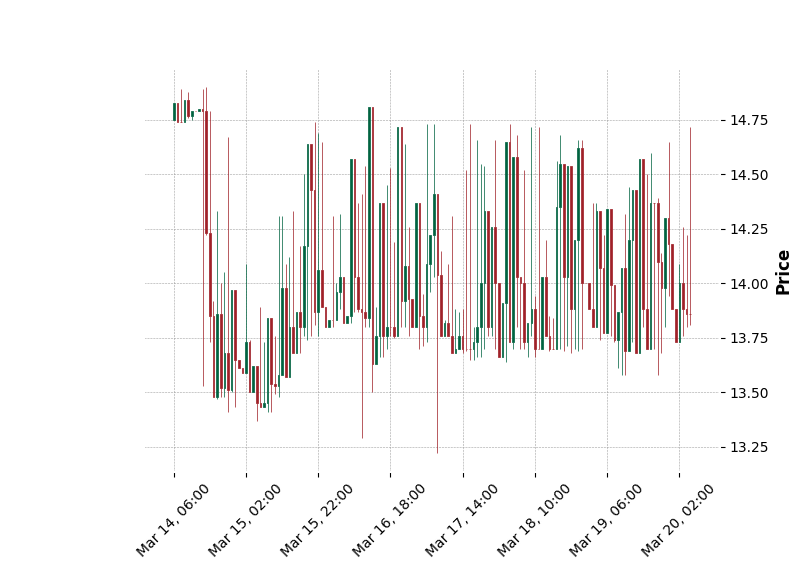 14.75
14.50
14.25
14.00
13.75
13.50
13.25
Price
Mar 14, 06:00
Mar 15, 02:00
Mar 15, 22:00
Mar 16, 18:00
Mar 17, 14:00
Mar 18, 10:00
Mar 19, 06:00
Mar 20, 02:00